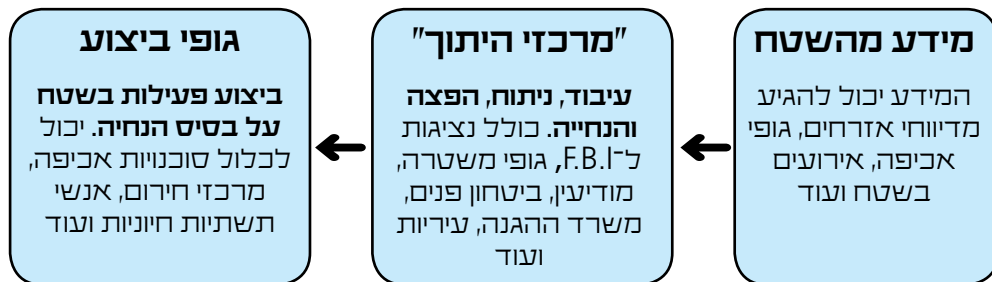 מידע מהשטח
המידע יכול להגיע
מדיווחי אזרחים, גופי
אכיפה, אירועים
בשטח ועוד
"מרכזי היתוך"
עיבוד, ניתוח, הפצה
והנחייה. כולל נציגות
ל־F.B.I, גופי משטרה,
מודיעין, ביטחון פנים,
משרד ההגנה, עיריות
ועוד
גופי ביצוע
ביצוע פעילות בשטח
על בסיס הנחיה. יכול
לכלול סוכנויות אכיפה,
מרכזי חירום, אנשי
תשתיות חיוניות ועוד